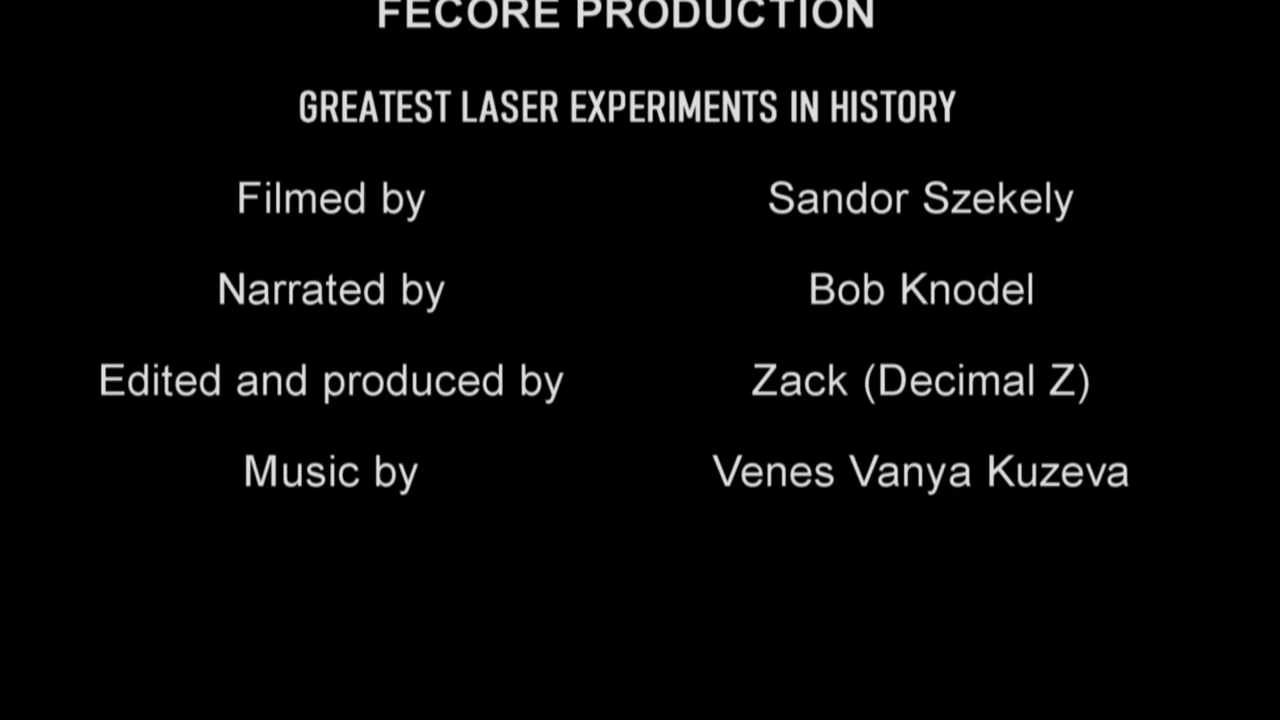 FECORE PRODUCTION
GREATEST LASER EXPERIMENTS IN HISTORY
Filmed by Sandor Szekely
Narrated by Bob Knodel
Edited and produced by Zack (Decimal Z)
Music by Venes Vanya Kuzeva